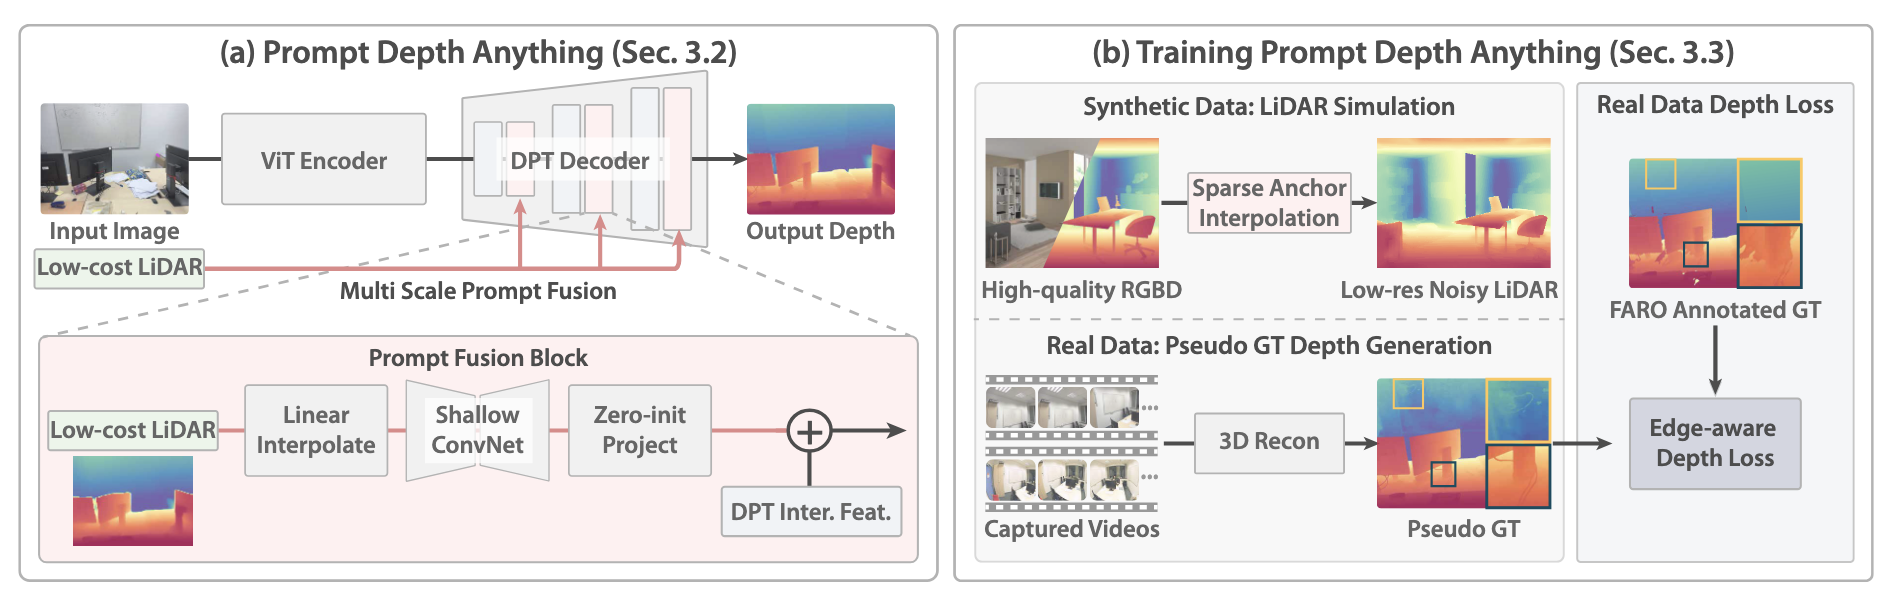 (a) Prompt Depth Anything (Sec. 3.2)
ViT Encoder
DPT Decoder
Input Image
Output Depth
Low-cost LiDAR
Multi Scale Prompt Fusion
Prompt Fusion Block
Low-cost LiDAR
Linear
Interpolate
Shallow
ConvNet
Zero-init
Project
DPT Inter. Feat.
(b) Training Prompt Depth Anything (Sec. 3.3)
Synthetic Data: LiDAR Simulation
Sparse Anchor
Interpolation
High-quality RGBD
Low-res Noisy LiDAR
Real Data: Pseudo GT Depth Generation
3D Recon
Captured Videos
Pseudo GT
Real Data Depth Loss
FARO Annotated GT
Edge-aware
Depth Loss